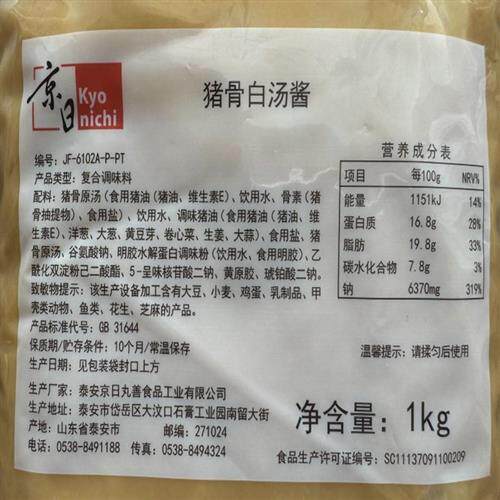 京日
Kyo
nichi
猪骨白汤酱
编号：JF-6102A-P-PT
产品类型：复合调味料
配料：猪骨原汤（食用猪油（猪油、维生素E）、饮用水、骨素（猪
骨抽提物）、食用盐）、饮用水、调味猪油（食用猪油（猪油、维
生素E）、洋葱、大葱、黄豆芽、卷心菜、生姜、大蒜）、食用盐、猪
骨原汤、谷氨酸钠、明胶水解蛋白调味粉（饮用水、食用明胶）、乙
酰化双淀粉己二酸酯、5-呈味核苷酸二钠、黄原胶、琥珀酸二钠。
致敏物提示：该生产设备加工含有大豆、小麦、鸡蛋、乳制品、甲
壳类动物、鱼类、花生、芝麻的产品。
产品标准代号：GB 31644
保质期/贮存条件：10个月/常温保存
生产日期：见包装袋封口上方
营养成分表
项目 每100g NRV%
能量 1151kJ 14%
蛋白质 16.8g 28%
脂肪 19.8g 33%
碳水化合物 7.8g 3%
钠 6370mg 319%
温馨提示：请揉匀后使用
生产厂家：泰安京日丸善食品工业有限公司
生产地址：泰安市岱岳区大汶口石膏工业园南留大街
产地：山东省泰安市 邮编：271024
电话：0538-8491188 传真：0538-8494324
净含量：1kg
食品生产许可证编号：SC11137091100209